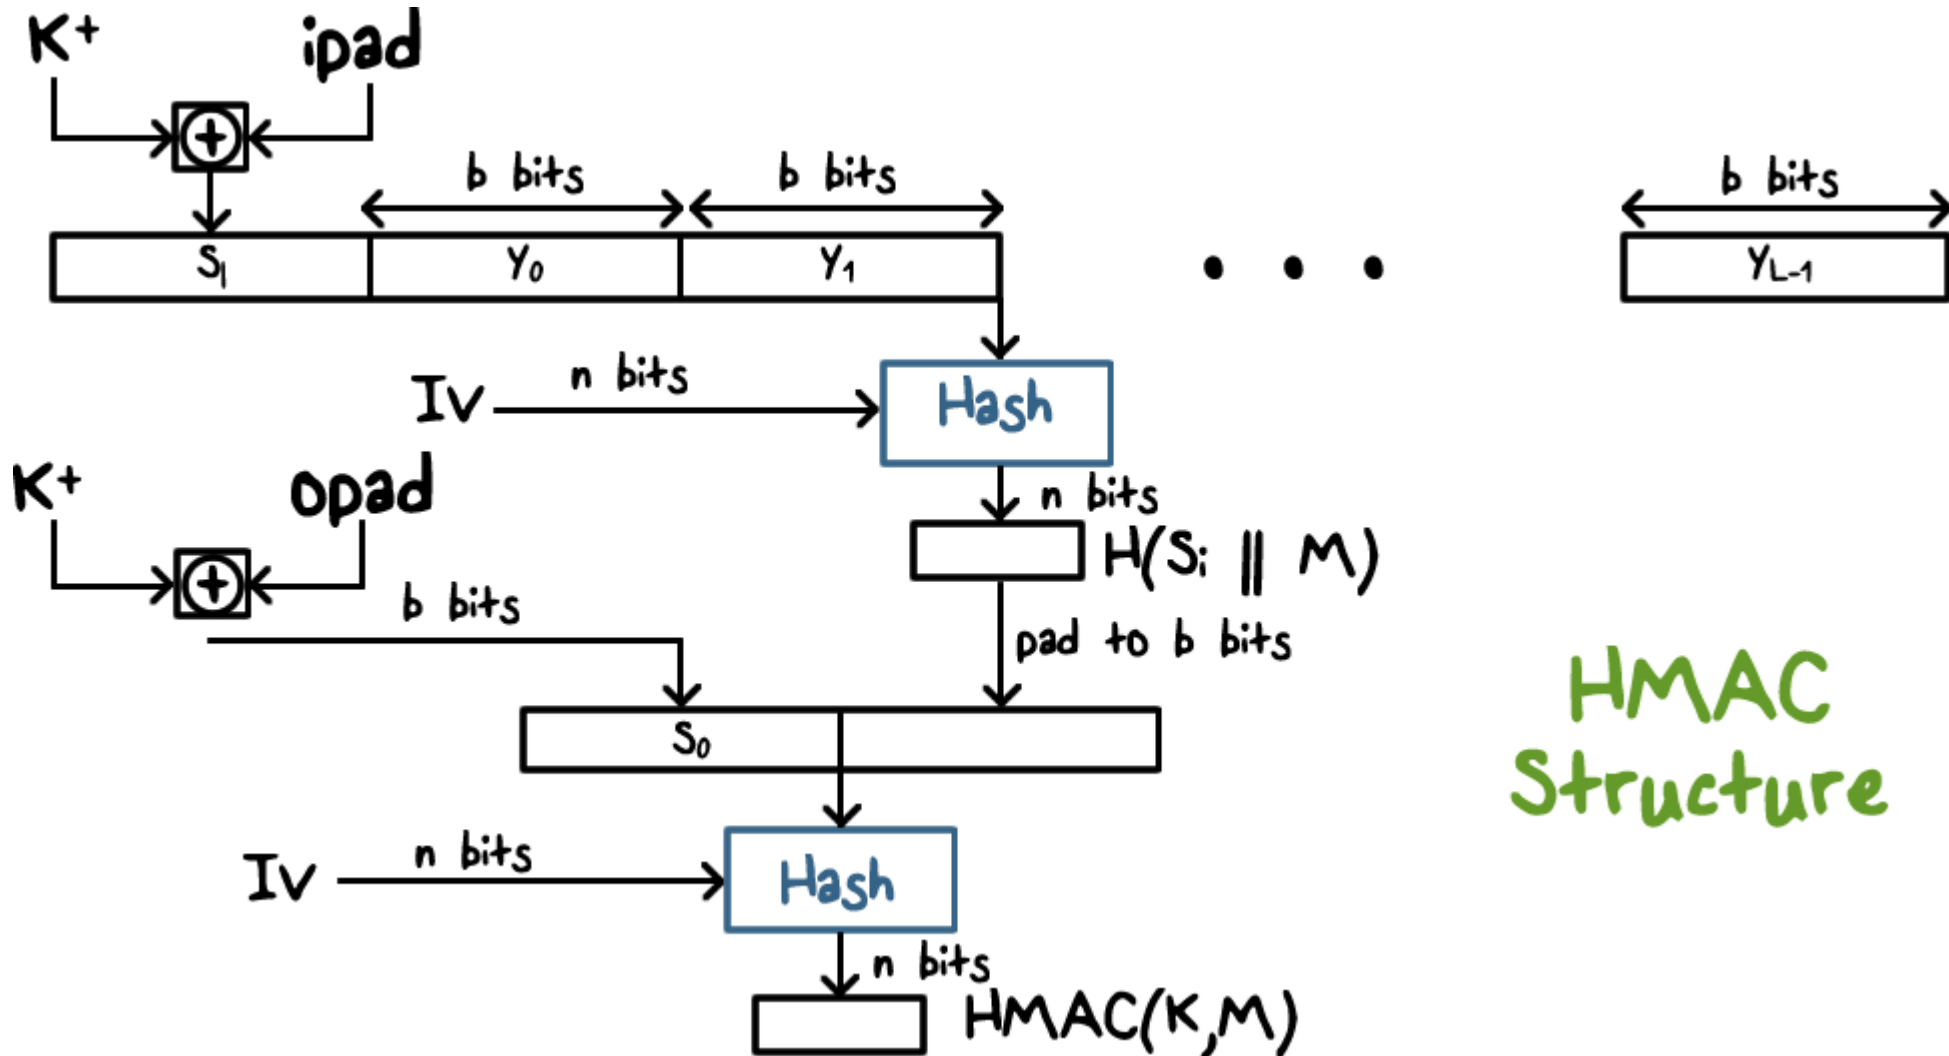 K+ ipad
b bits b bits b bits
S| Y0 Y1 YL-1
IV n bits Hash
K+ opad n bits
H(Si || M)
b bits
pad to b bits
S0
HMAC
Structure
IV n bits Hash
n bits
HMAC(K,M)